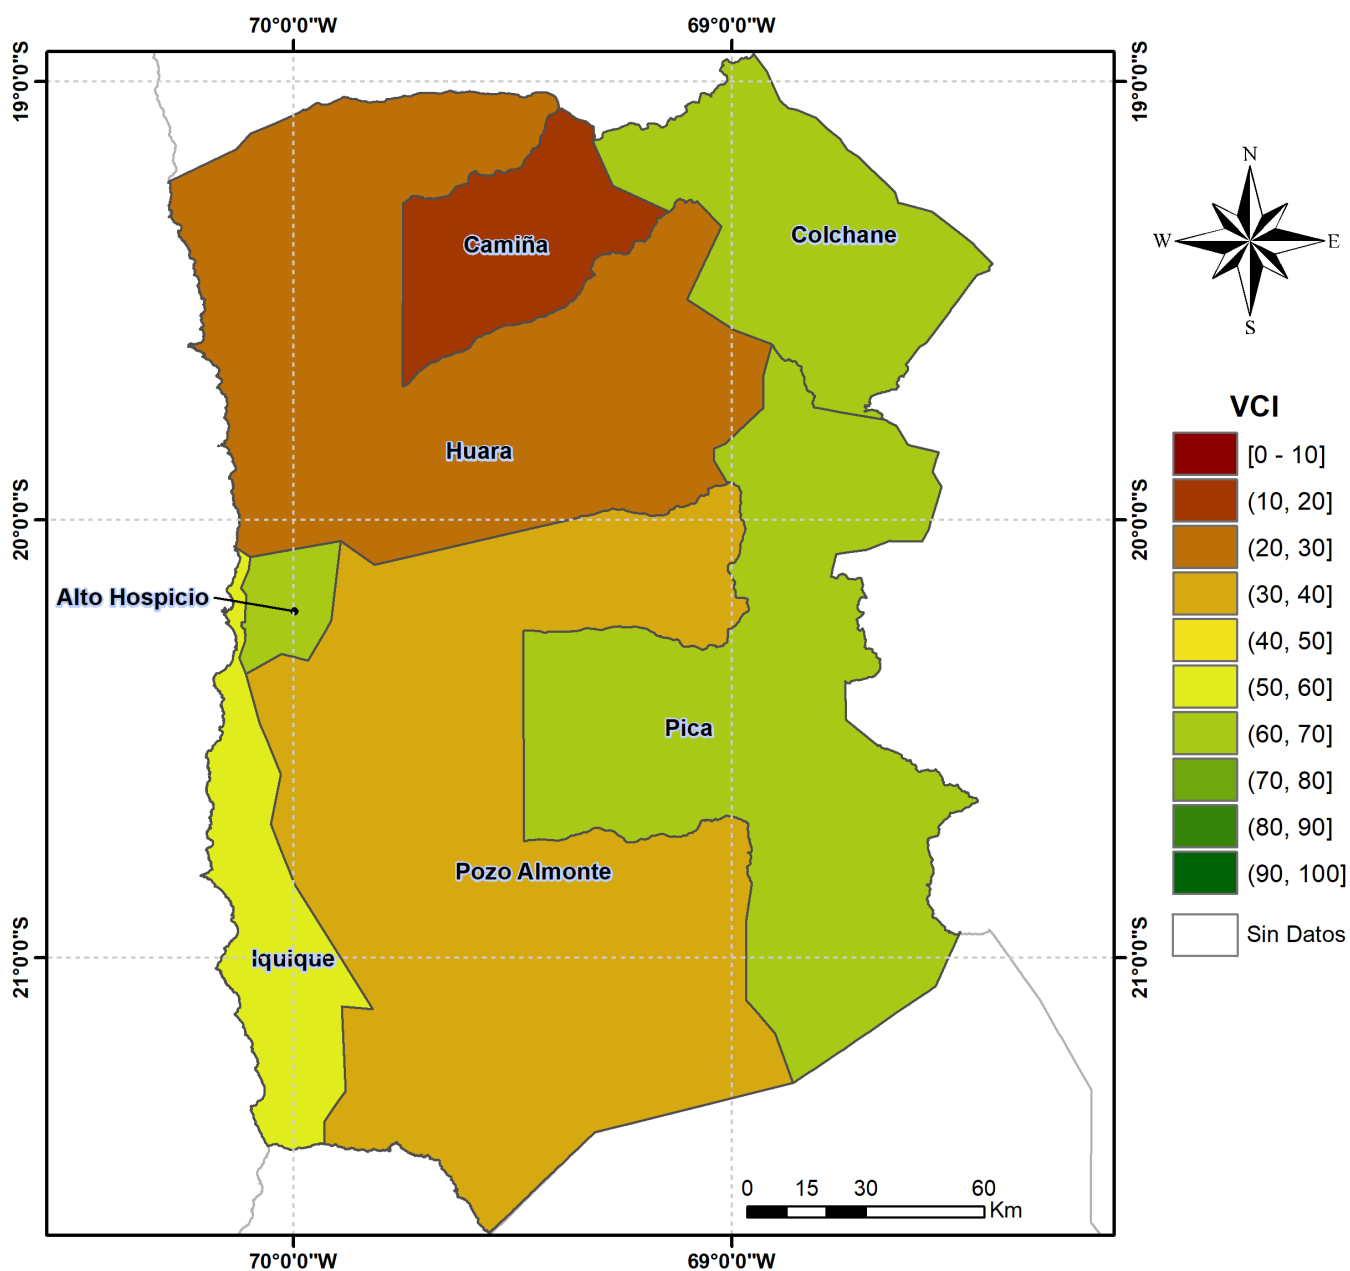 70°0'0"W
69°0'0"W
19°0'0"S
19°0'0"S
N
W
E
S
Camiña
Colchane
VCI
[0 - 10]
(10, 20]
(20, 30]
(30, 40]
(40, 50]
(50, 60]
(60, 70]
(70, 80]
(80, 90]
(90, 100]
Sin Datos
Huara
20°0'0"S
20°0'0"S
Alto Hospicio
Pica
Pozo Almonte
Iquique
21°0'0"S
21°0'0"S
0 15 30 60
Km
70°0'0"W
69°0'0"W